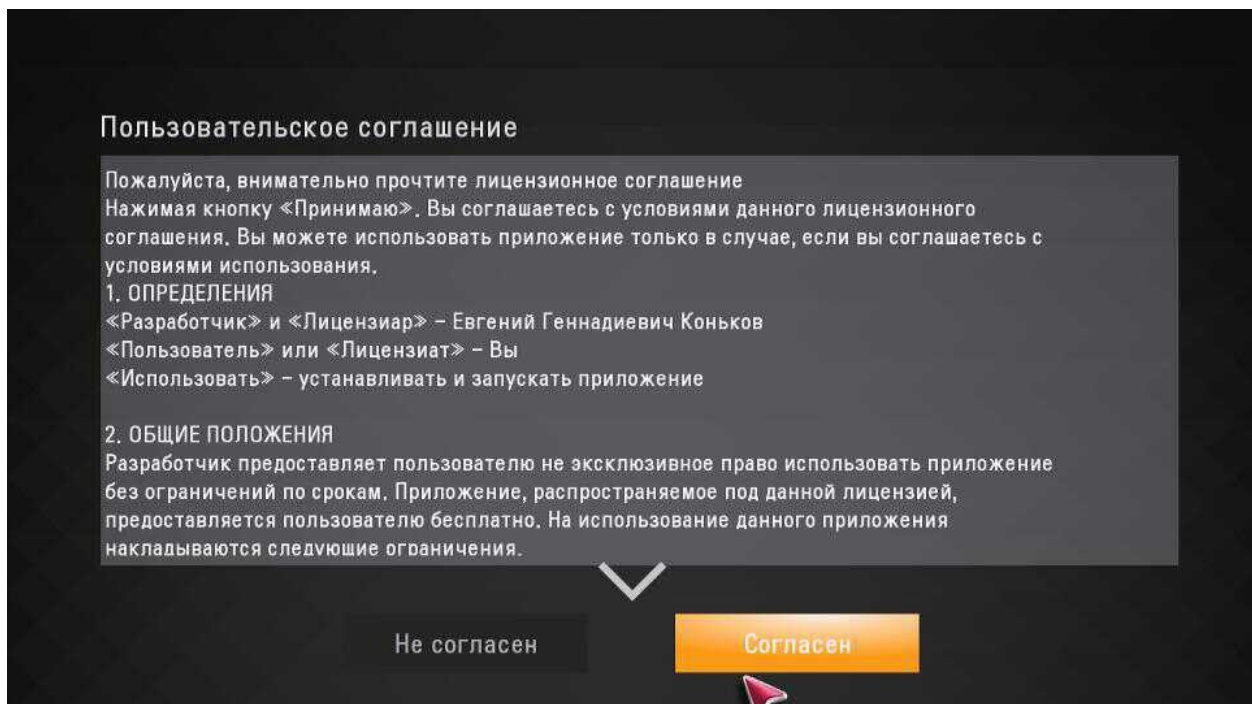 Пользовательское соглашение
Пожалуйста, внимательно прочтите лицензионное соглашение
Нажимая кнопку «Принимаю». Вы соглашаетесь с условиями данного лицензионного
соглашения. Вы можете использовать приложение только в случае, если вы соглашаетесь с
условиями использования.
1. ОПРЕДЕЛЕНИЯ
«Разработчик» и «Лицензиар» – Евгений Геннадиевич Коньков
«Пользователь» или «Лицензиат» – Вы
«Использовать» – устанавливать и запускать приложение
2. ОБЩИЕ ПОЛОЖЕНИЯ
Разработчик предоставляет пользователю не эксклюзивное право использовать приложение
без ограничений по срокам. Приложение, распространяемое под данной лицензией,
предоставляется пользователю бесплатно. На использование данного приложения
накладываются следующие ограничения.
Не согласен
Согласен